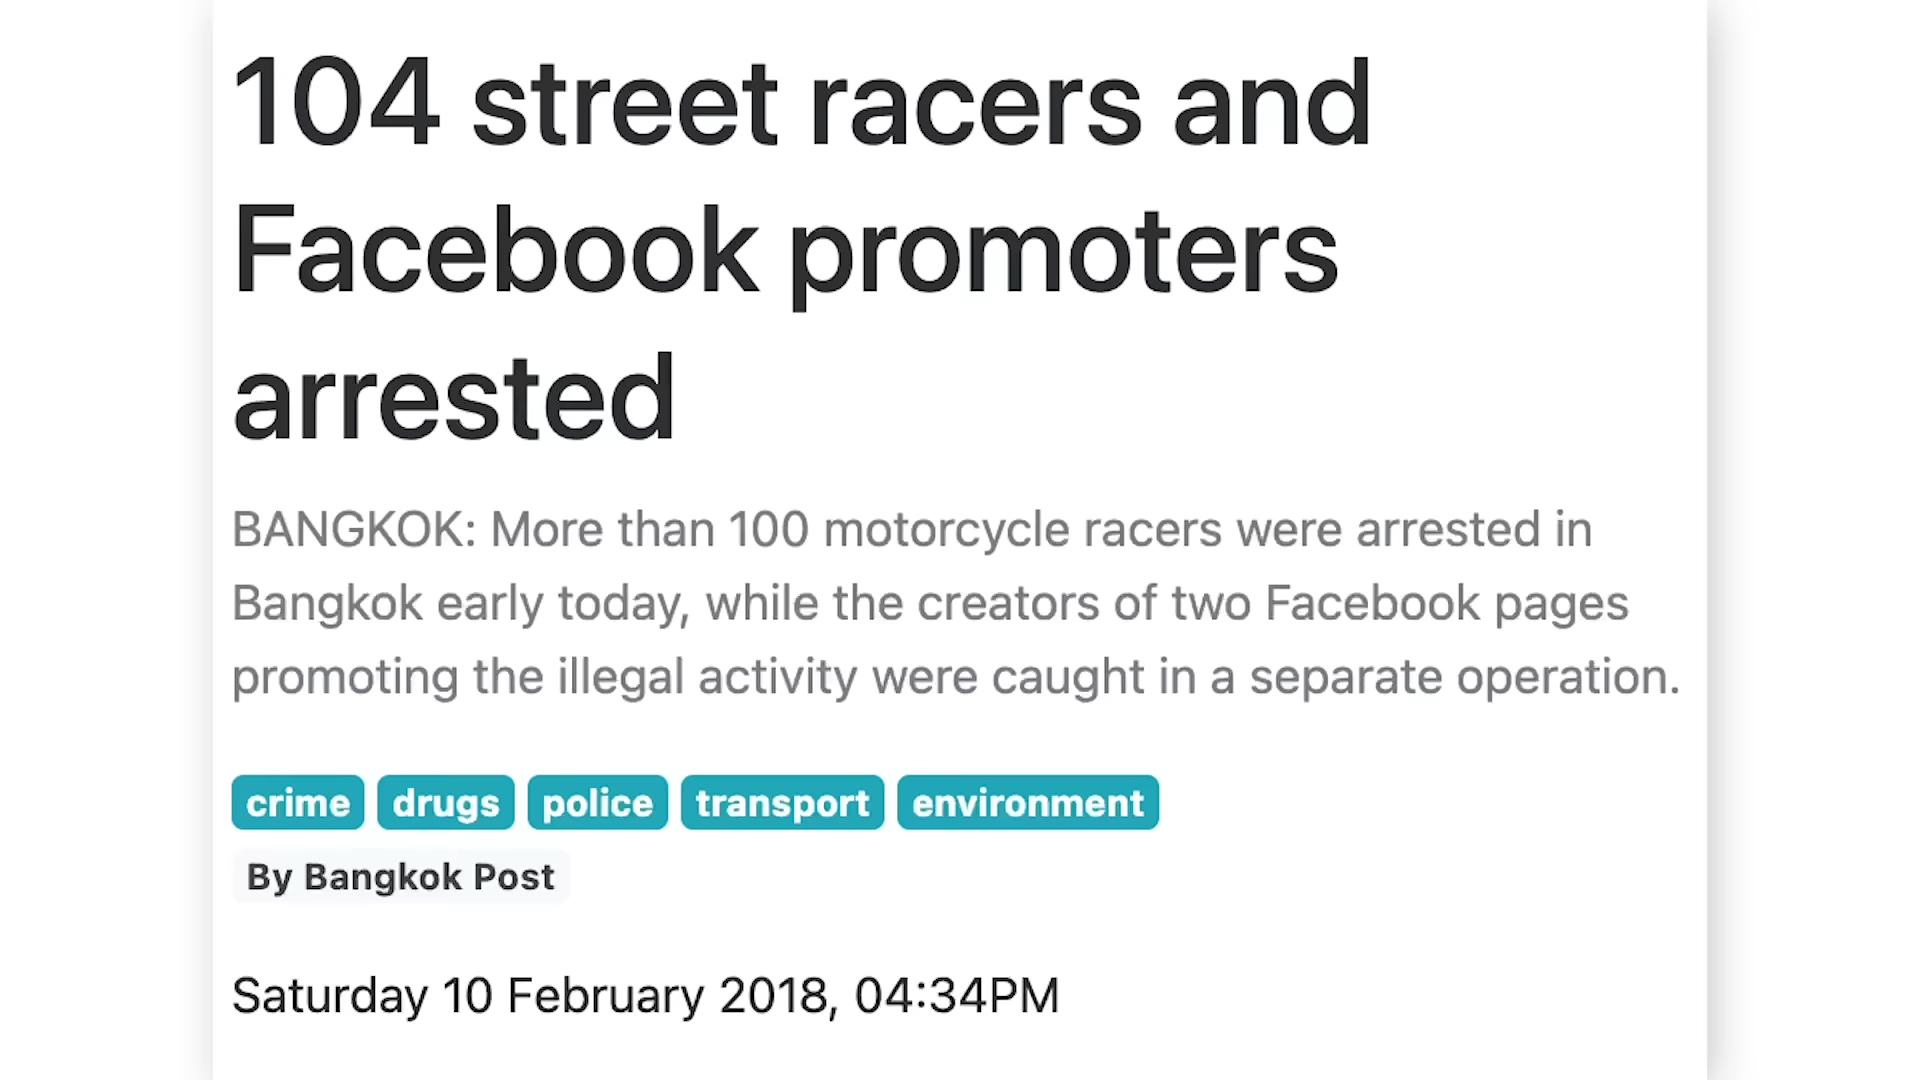 104 street racers and
Facebook promoters
arrested
BANGKOK: More than 100 motorcycle racers were arrested in
Bangkok early today, while the creators of two Facebook pages
promoting the illegal activity were caught in a separate operation.
crime drugs police transport environment
By Bangkok Post
Saturday 10 February 2018, 04:34PM